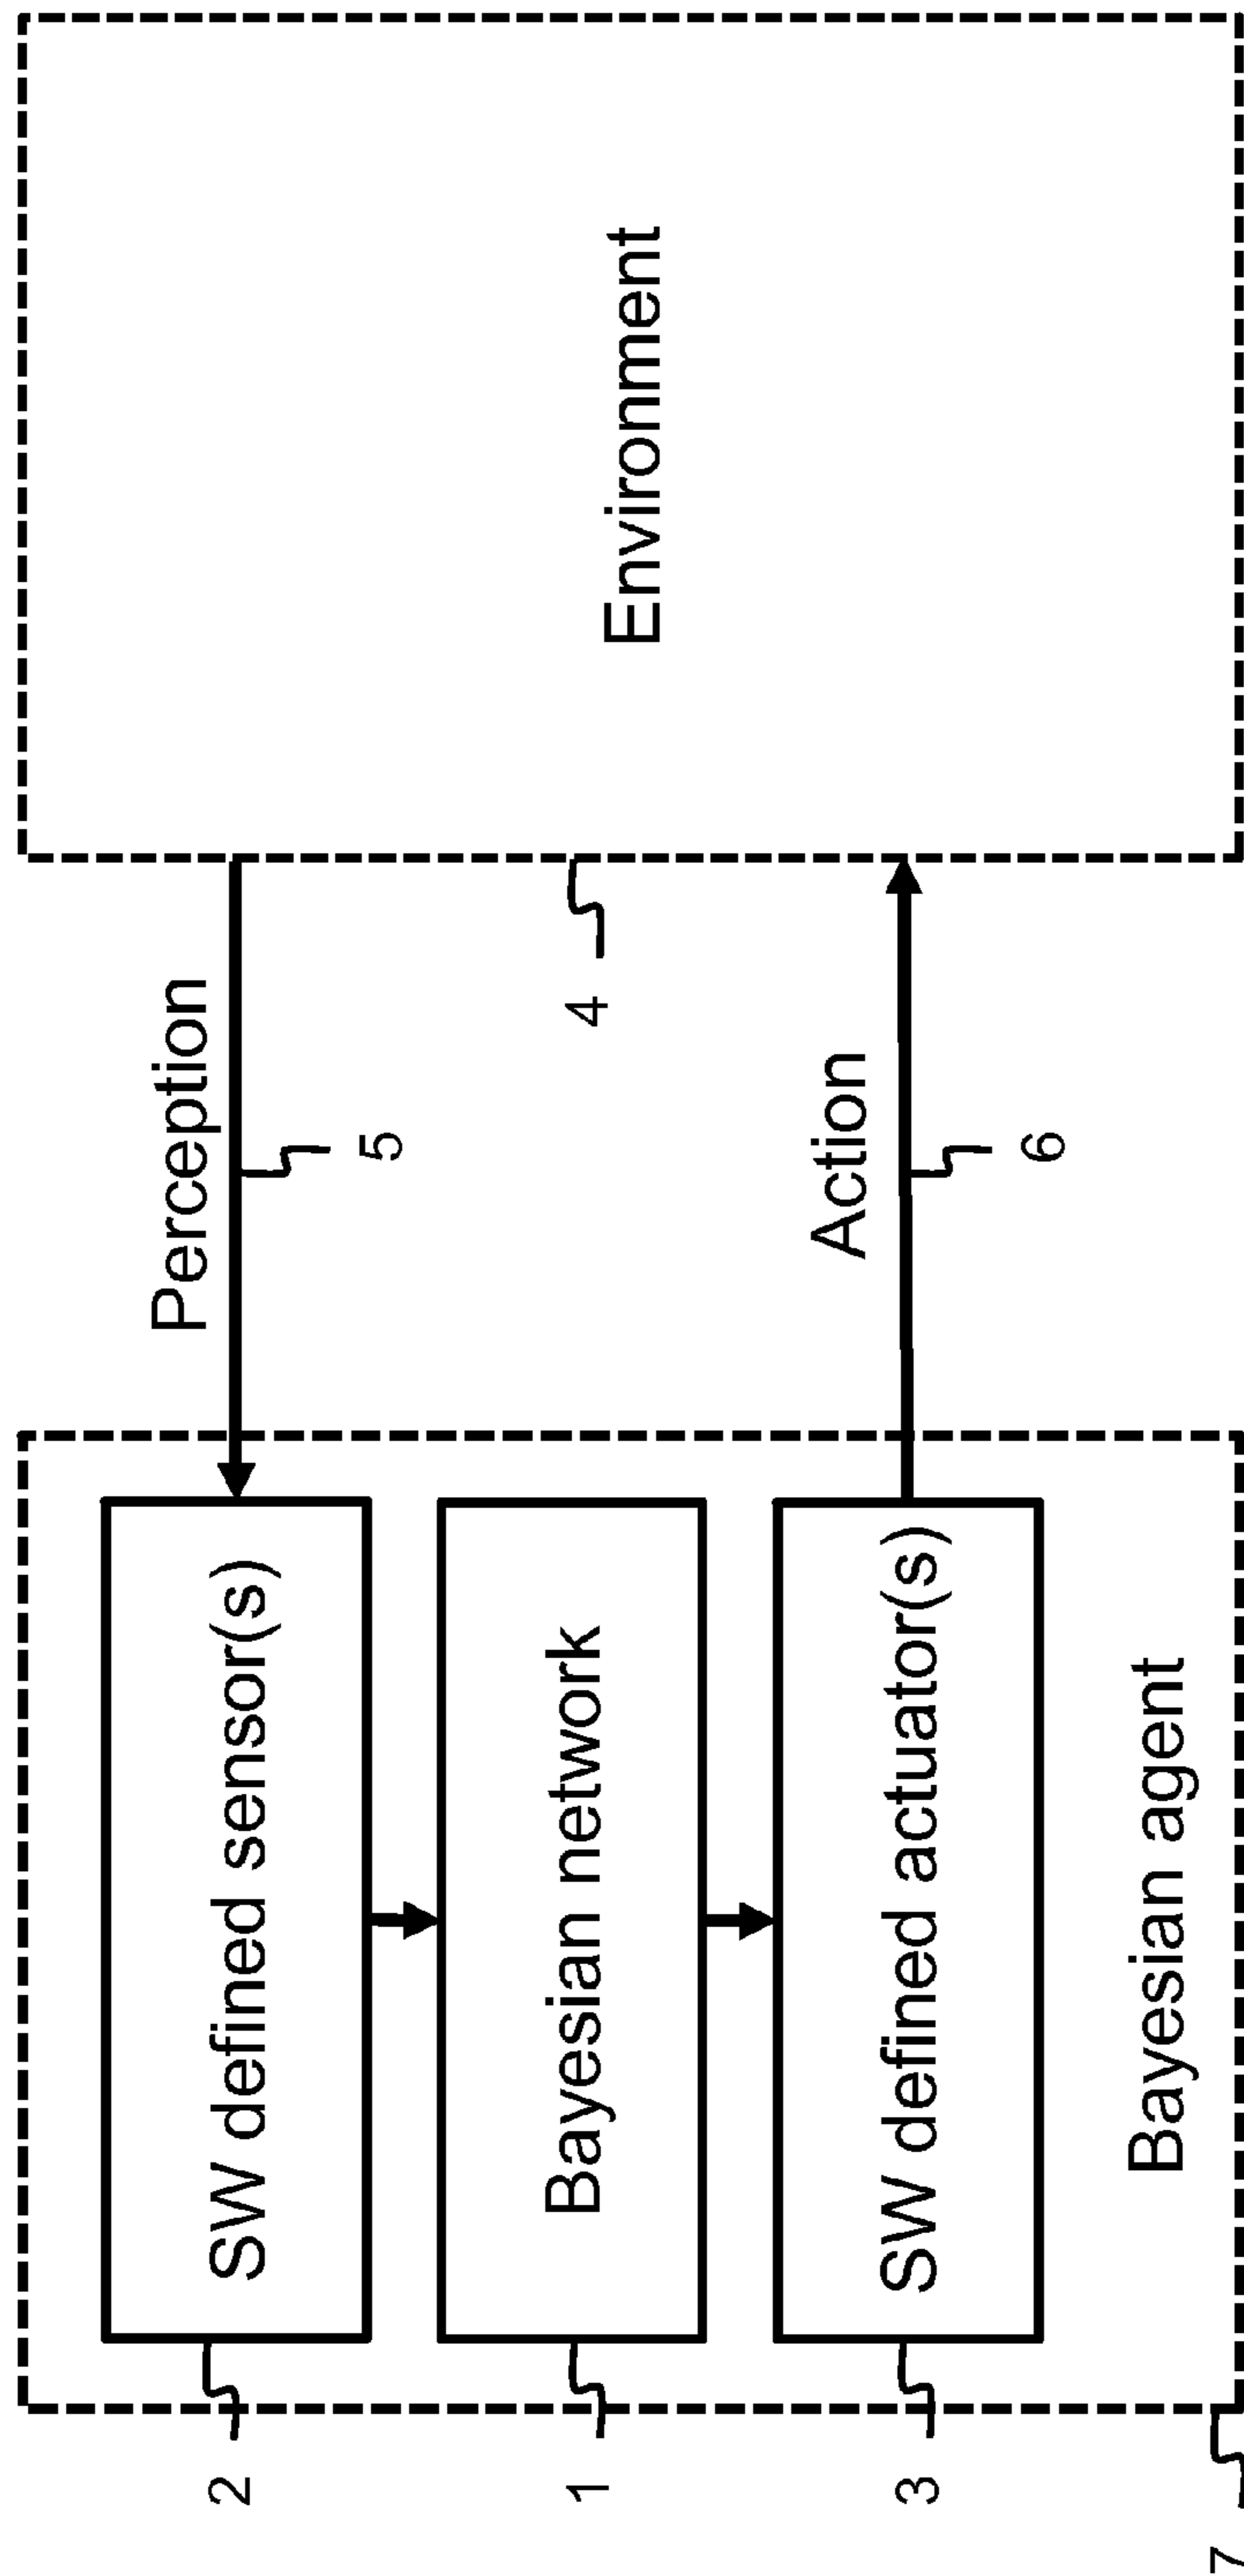 2
SW defined sensor(s)
Perception
5
1
Bayesian network
4
Environment
3
SW defined actuator(s)
Action
6
7
Bayesian agent